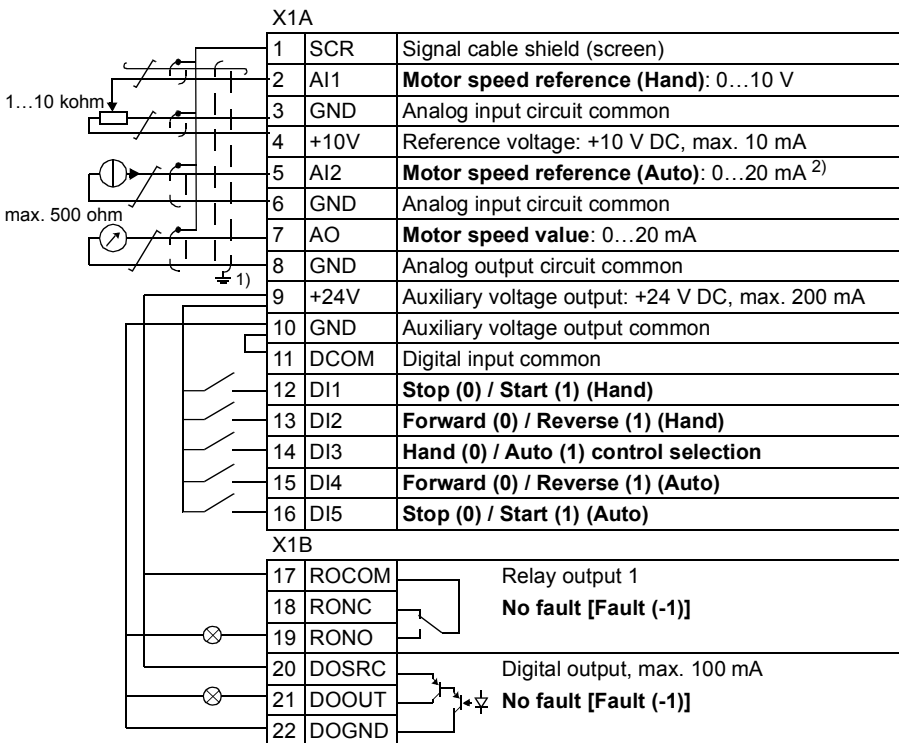 X1A
1 SCR Signal cable shield (screen)
2 AI1 Motor speed reference (Hand): 0…10 V
1…10 kohm
3 GND Analog input circuit common
4 +10V Reference voltage: +10 V DC, max. 10 mA
5 AI2 Motor speed reference (Auto): 0…20 mA 2)
6 GND Analog input circuit common
max. 500 ohm
7 AO Motor speed value: 0…20 mA
8 GND Analog output circuit common
1)
9 +24V Auxiliary voltage output: +24 V DC, max. 200 mA
10 GND Auxiliary voltage output common
11 DCOM Digital input common
12 DI1 Stop (0) / Start (1) (Hand)
13 DI2 Forward (0) / Reverse (1) (Hand)
14 DI3 Hand (0) / Auto (1) control selection
15 DI4 Forward (0) / Reverse (1) (Auto)
16 DI5 Stop (0) / Start (1) (Auto)
X1B
17 ROCOM Relay output 1
18 RONC No fault [Fault (-1)]
19 RONO
20 DOSRC Digital output, max. 100 mA
21 DOOUT No fault [Fault (-1)]
22 DOGND